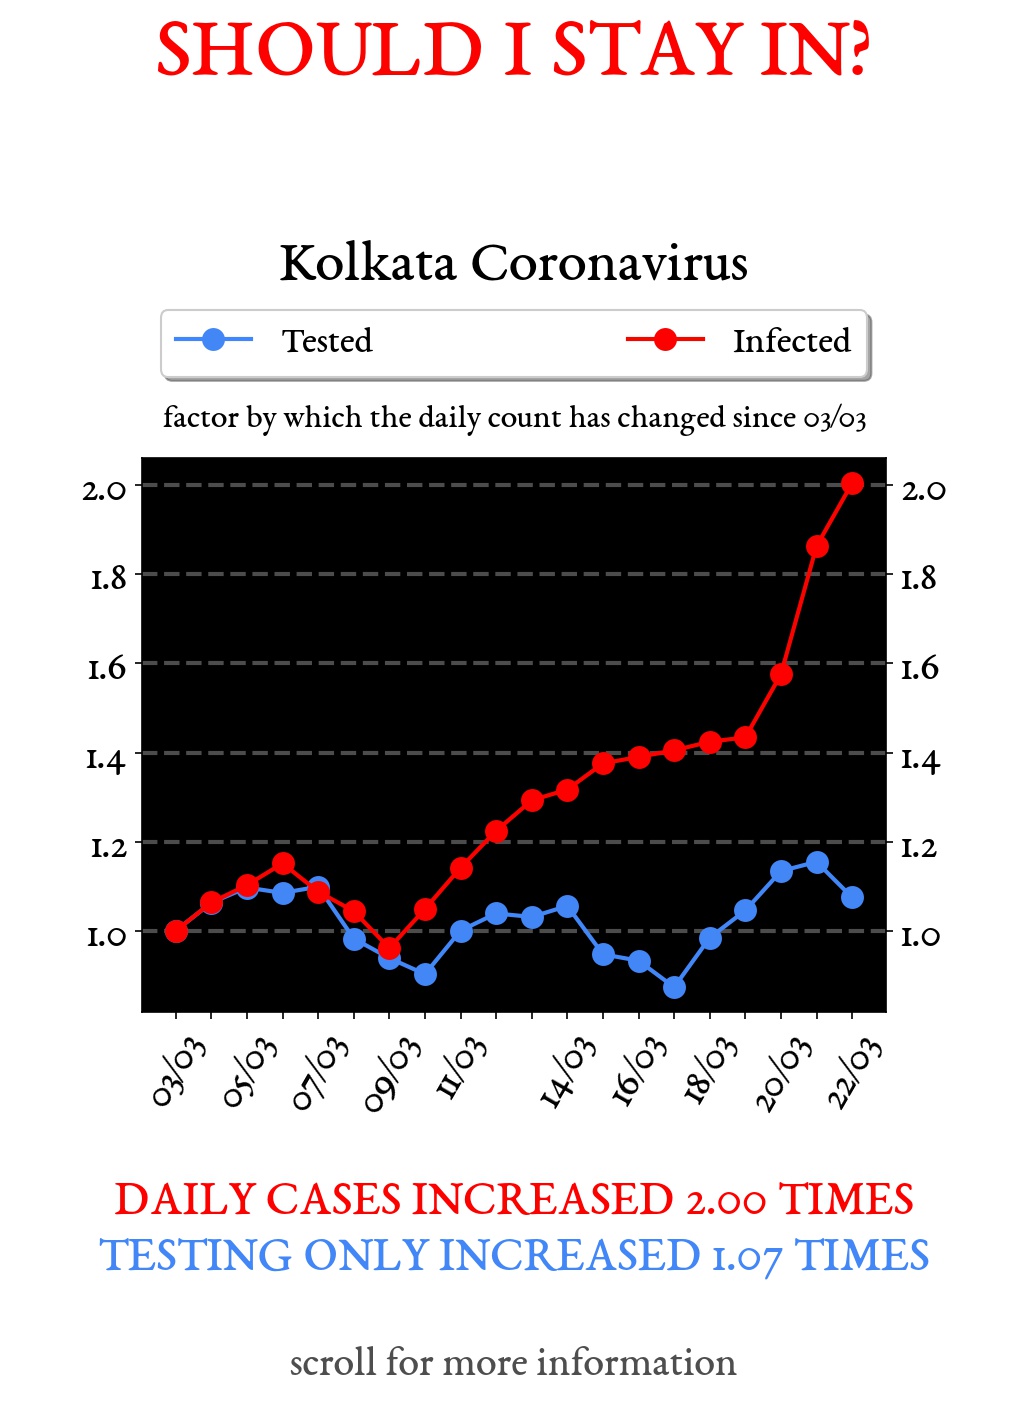 SHOULD I STAY IN?
Kolkata Coronavirus
Tested Infected
factor by which the daily count has changed since 03/03
2.0 2.0
1.8 1.8
1.6 1.6
1.4 1.4
1.2 1.2
1.0 1.0
03/03 05/03 07/03 09/03 11/03 14/03 16/03 18/03 20/03 22/03
DAILY CASES INCREASED 2.00 TIMES
TESTING ONLY INCREASED 1.07 TIMES
scroll for more information